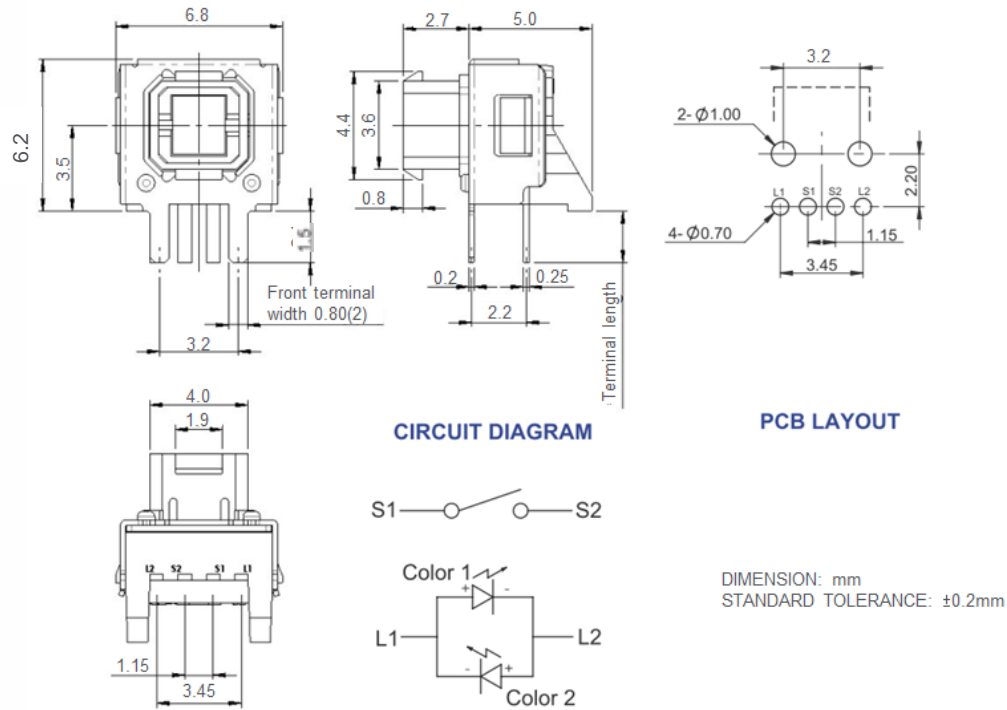 6.8
6.2
3.5
1.5
Front terminal
width 0.80(2)
3.2
2.7
5.0
4.4
3.6
0.8
0.2
0.25
2.2
Terminal length
3.2
2-Ø1.00
2.20
L1 S1 S2 L2
4-Ø0.70
1.15
3.45
PCB LAYOUT
4.0
1.9
L2 S2 S1 L1
1.15
3.45
CIRCUIT DIAGRAM
S1 S2
Color 1
+ -
L1 L2
- +
Color 2
DIMENSION: mm
STANDARD TOLERANCE: ±0.2mm